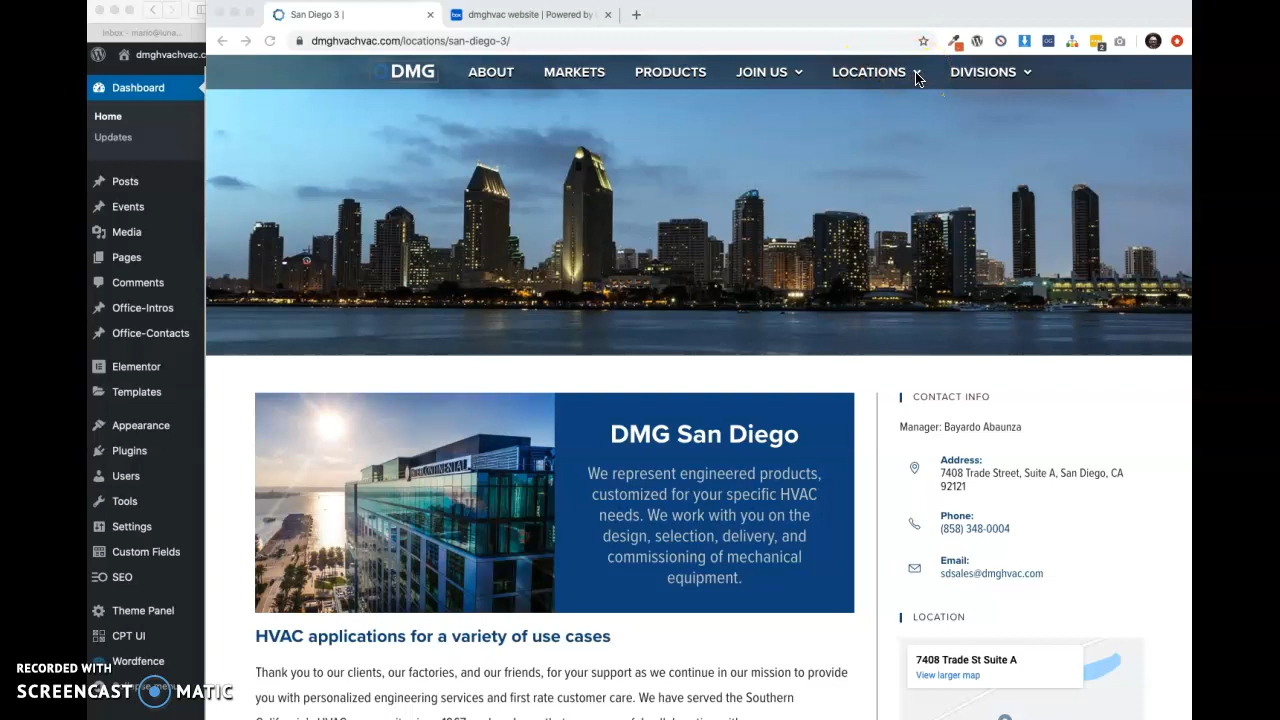 San Diego 3 |
dmghvac website | Powered by
inbox - mario@luna...
dmghvachvac.com/locations/san-diego-3/
dmghvachvac.c
DMG
ABOUT
MARKETS
PRODUCTS
JOIN US
LOCATIONS
DIVISIONS
Dashboard
Home
Updates
Posts
Events
Media
Pages
Comments
Office-Intros
Office-Contacts
Elementor
Templates
Appearance
Plugins
Users
Tools
Settings
Custom Fields
SEO
Theme Panel
CPT UI
Wordfence
DMG San Diego
We represent engineered products,
customized for your specific HVAC
needs. We work with you on the
design, selection, delivery, and
commissioning of mechanical
equipment.
HVAC applications for a variety of use cases
Thank you to our clients, our factories, and our friends, for your support as we continue in our mission to provide
you with personalized engineering services and first rate customer care. We have served the Southern
CONTACT INFO
Manager: Bayardo Abaunza
Address:
7408 Trade Street, Suite A, San Diego, CA
92121
Phone:
(858) 348-0004
Email:
sdsales@dmghvac.com
LOCATION
7408 Trade St Suite A
View larger map
RECORDED WITH
SCREENCAST MATIC